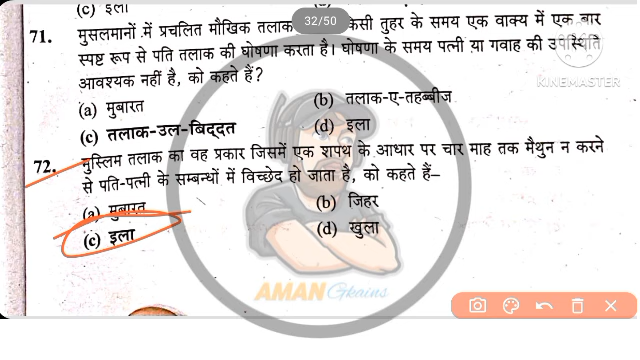 (c) इला
32/50
71. मुसलमानों में प्रचलित मौखिक तलाक किसी तुहर के समय एक वाक्य में एक बार
स्पष्ट रूप से पति तलाक की घोषणा करता है। घोषणा के समय पत्नी या गवाह की उपस्थिति
आवश्यक नहीं है, को कहते हैं?
KINEMASTER
(a) मुबारत
(b) तलाक-ए-तहब्बीज
(c) तलाक-उल-बिद्दत
(d) इला
72. मुस्लिम तलाक का वह प्रकार जिसमें एक शपथ के आधार पर चार माह तक मैथुन न करने
से पति-पत्नी के सम्बन्धों में विच्छेद हो जाता है, को कहते हैं–
(a) मुबारत
(b) जिहर
(c) इला
(d) खुला
AMAN Gkains